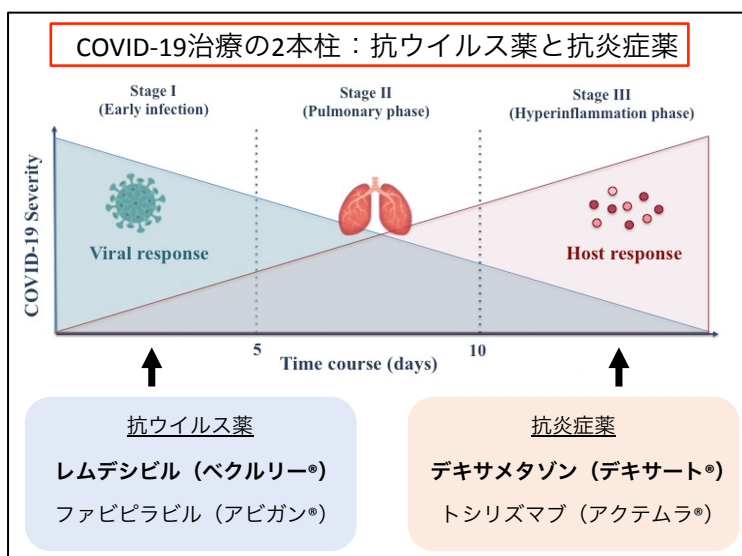 COVID-19治療の2本柱：抗ウイルス薬と抗炎症薬
Stage I
(Early infection)
Stage II
(Pulmonary phase)
Stage III
(Hyperinflammation phase)
COVID-19 Severity
Viral response
Host response
5
10
Time course (days)
抗ウイルス薬
レムデシビル（ベクルリー®）
ファビピラビル（アビガン®）
抗炎症薬
デキサメタゾン（デキサート®）
トシリズマブ（アクテムラ®）